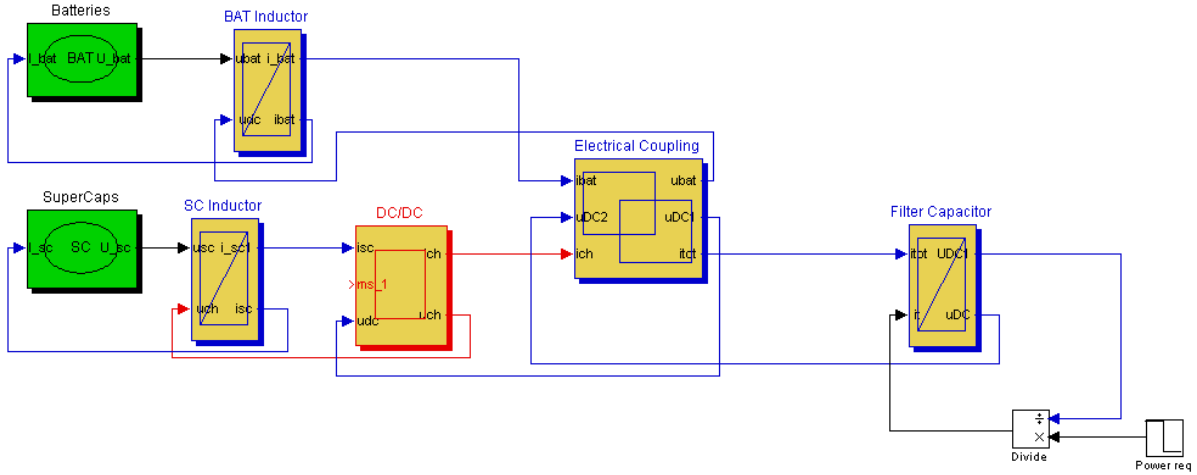 Batteries
I_bat BAT U_bat
BAT Inductor
ubat i_bat
udc ibat
SuperCaps
I_sc SC U_sc
SC Inductor
usc i_sc1
uch isc
DC/DC
isc ich
ms_1
udc uch
Electrical Coupling
ibat ubat
uDC2 uDC1
ich itot
Filter Capacitor
itot UDC1
it uDC
÷
×
Divide
Power req